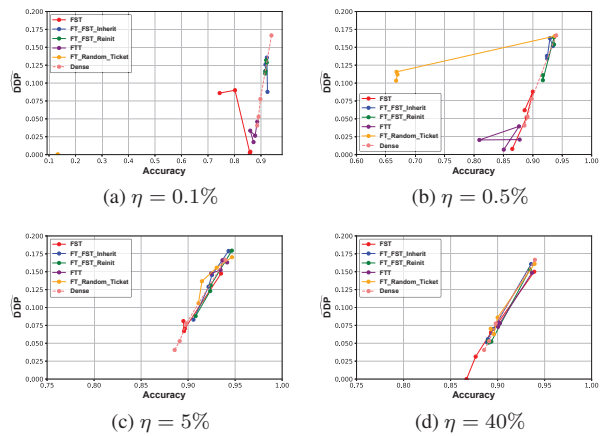 0.200
0.175
0.150
0.125
0.100
0.075
0.050
0.025
0.000
DDP
FST
FT_FST_Inherit
FT_FST_Reinit
FTT
FT_Random_Ticket
Dense
0.1 0.2 0.3 0.4 0.5 0.6 0.7 0.8 0.9
Accuracy
(a) η = 0.1%
0.200
0.175
0.150
0.125
0.100
0.075
0.050
0.025
0.000
DDP
FST
FT_FST_Inherit
FT_FST_Reinit
FTT
FT_Random_Ticket
Dense
0.60 0.65 0.70 0.75 0.80 0.85 0.90 0.95 1.00
Accuracy
(b) η = 0.5%
0.200
0.175
0.150
0.125
0.100
0.075
0.050
0.025
0.000
DDP
FST
FT_FST_Inherit
FT_FST_Reinit
FTT
FT_Random_Ticket
Dense
0.75 0.80 0.85 0.90 0.95 1.00
Accuracy
(c) η = 5%
0.200
0.175
0.150
0.125
0.100
0.075
0.050
0.025
0.000
DDP
FST
FT_FST_Inherit
FT_FST_Reinit
FTT
FT_Random_Ticket
Dense
0.75 0.80 0.85 0.90 0.95 1.00
Accuracy
(d) η = 40%